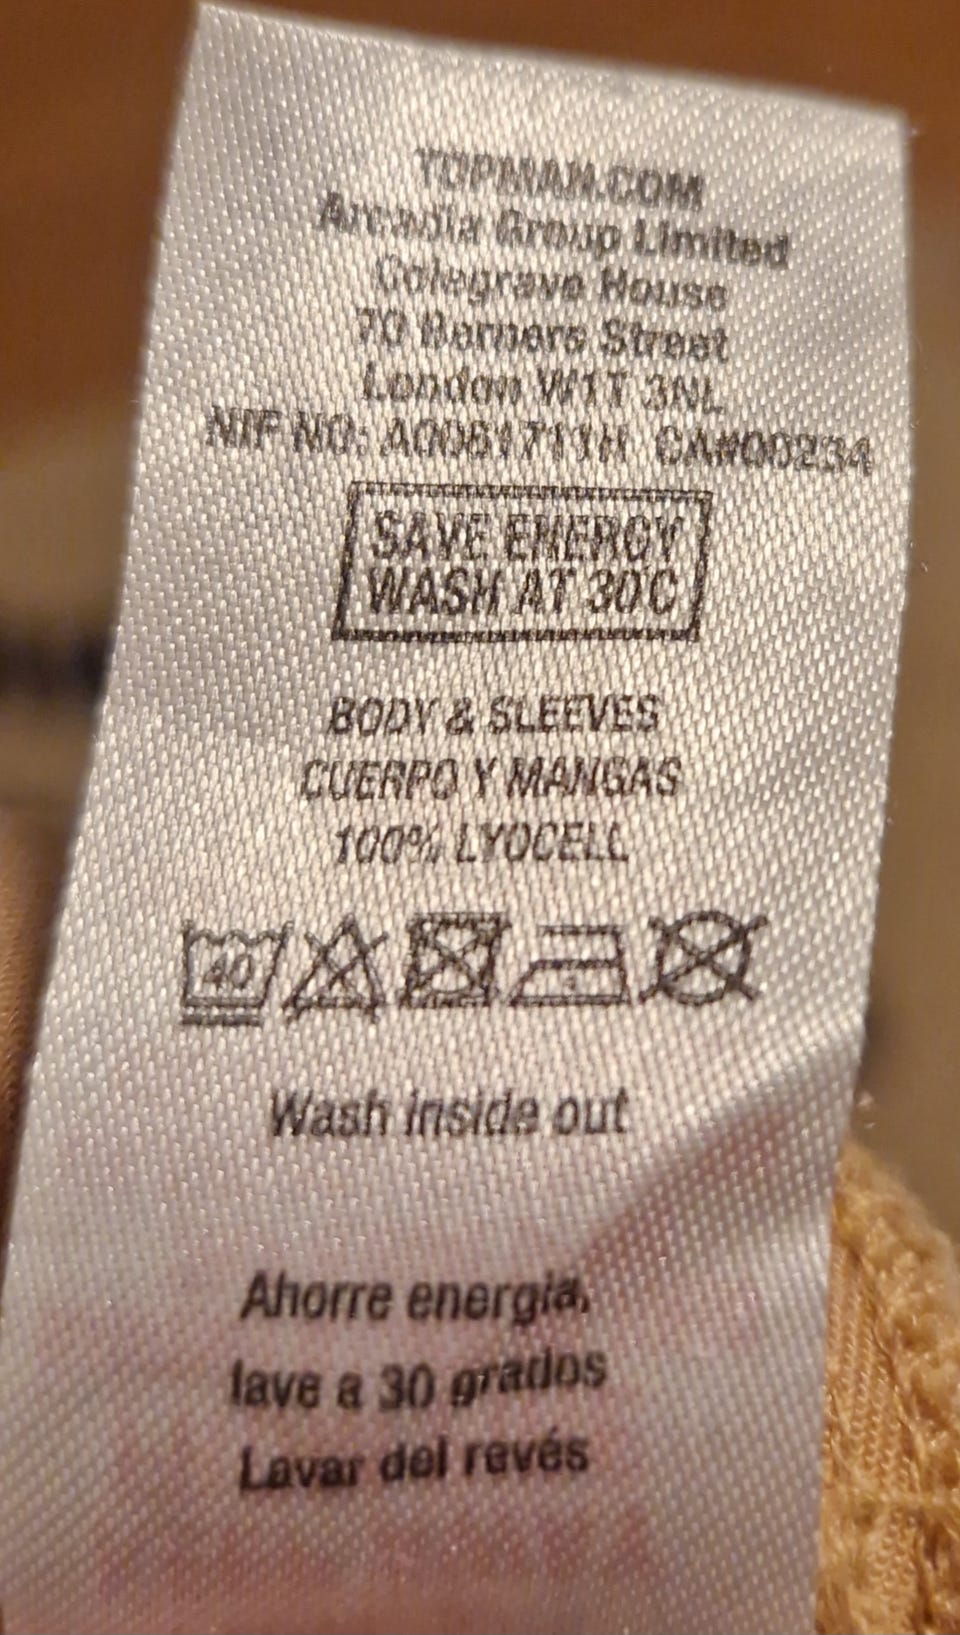 TOPMAN.COM
Arcadia Group Limited
Colegrave House
70 Berners Street
London W1T 3NL
NIF NO: A0061711H CA#00234
SAVE ENERGY
WASH AT 30°C
BODY & SLEEVES
CUERPO Y MANGAS
100% LYOCELL
40
Wash inside out
Ahorre energía,
lave a 30 grados
Lavar del revés